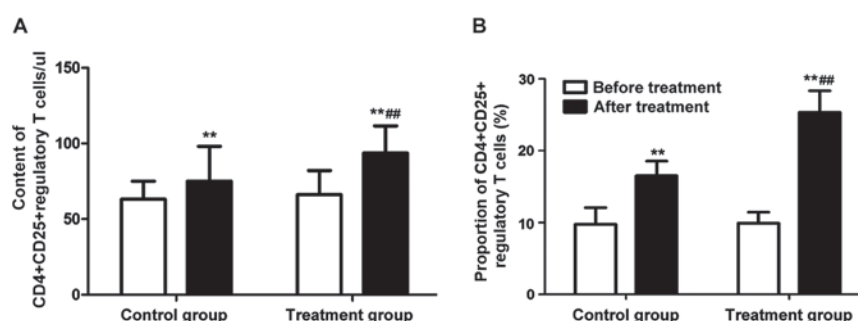 A
Content of
CD4+CD25+regulatory T cells/ul
150
100
50
0
**
**##
Control group
Treatment group
B
Proportion of CD4+CD25+
regulatory T cells (%)
30
20
10
0
Before treatment
After treatment
**
**##
Control group
Treatment group